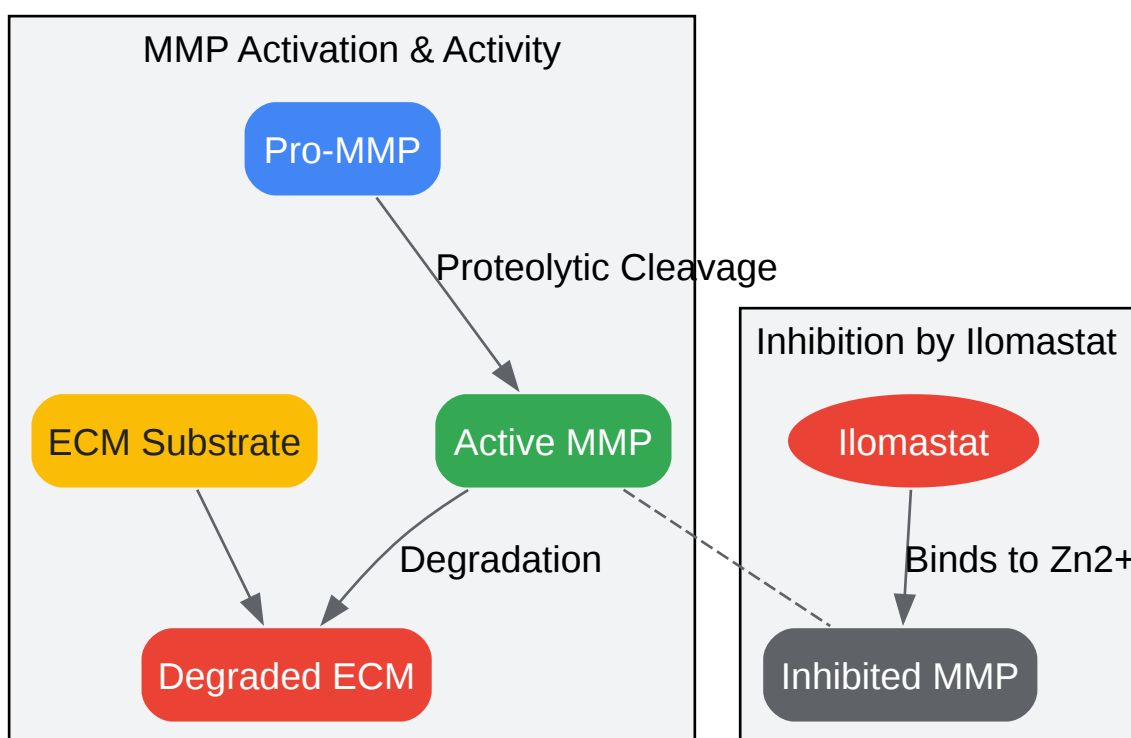 MMP Activation & Activity
Pro-MMP
Proteolytic Cleavage
Inhibition by Ilomastat
ECM Substrate
Active MMP
Ilomastat
Degradation
Binds to Zn2+
Degraded ECM
Inhibited MMP